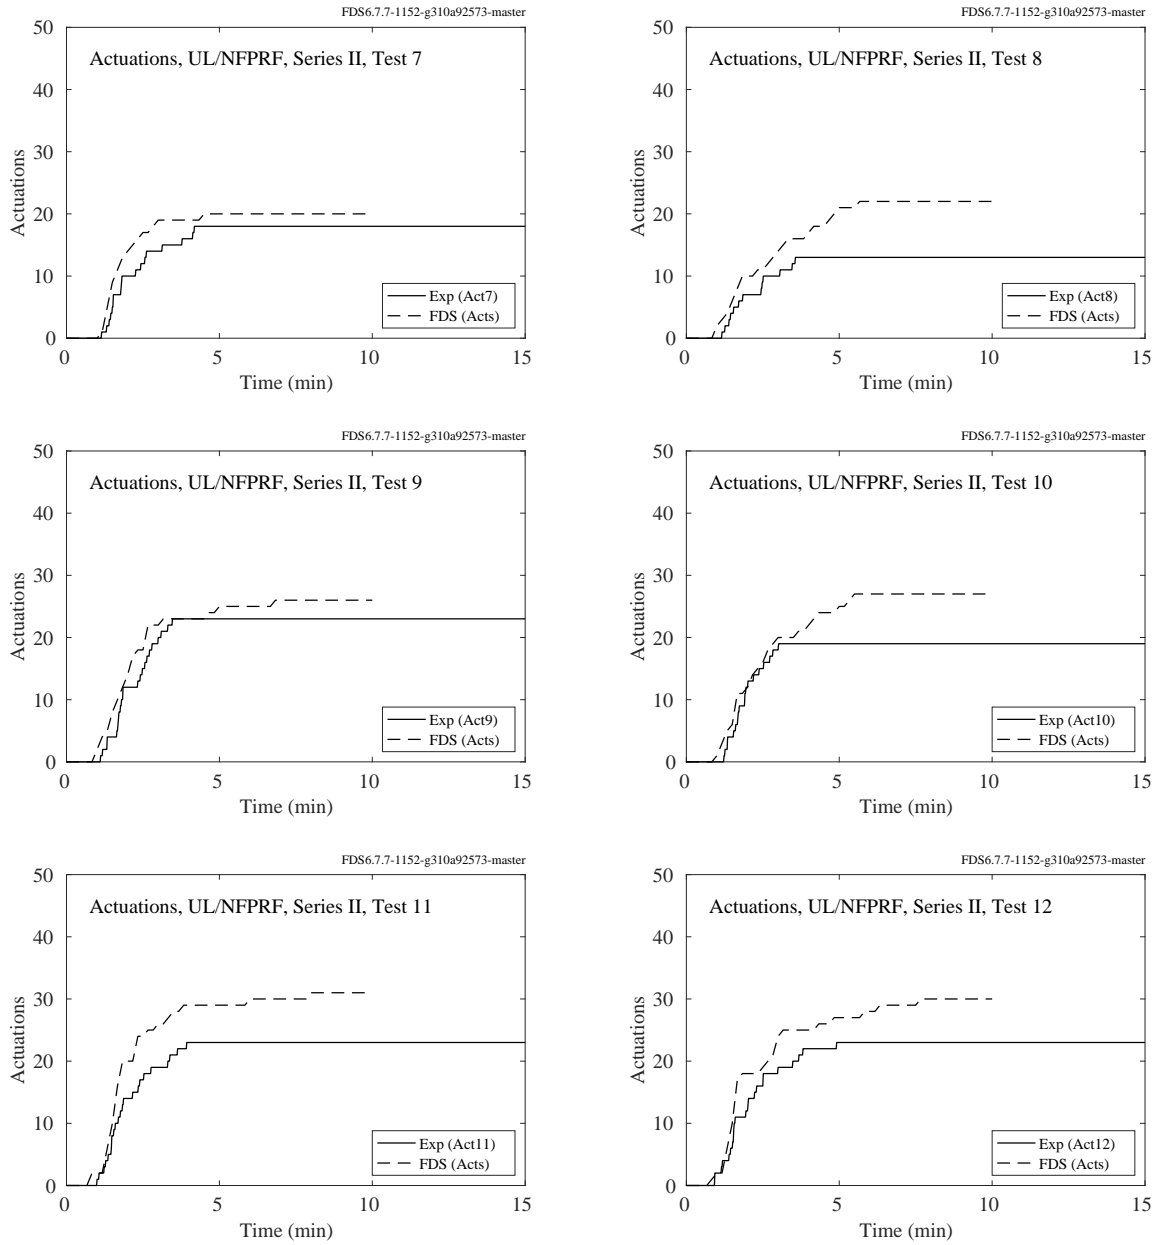 FDS6.7.7-1152-g310a92573-master
Actuations, UL/NFPRF, Series II, Test 7
50
40
30
20
10
0
Actuations
Exp (Act7)
FDS (Acts)
0 5 10 15
Time (min)
FDS6.7.7-1152-g310a92573-master
Actuations, UL/NFPRF, Series II, Test 8
50
40
30
20
10
0
Actuations
Exp (Act8)
FDS (Acts)
0 5 10 15
Time (min)
FDS6.7.7-1152-g310a92573-master
Actuations, UL/NFPRF, Series II, Test 9
50
40
30
20
10
0
Actuations
Exp (Act9)
FDS (Acts)
0 5 10 15
Time (min)
FDS6.7.7-1152-g310a92573-master
Actuations, UL/NFPRF, Series II, Test 10
50
40
30
20
10
0
Actuations
Exp (Act10)
FDS (Acts)
0 5 10 15
Time (min)
FDS6.7.7-1152-g310a92573-master
Actuations, UL/NFPRF, Series II, Test 11
50
40
30
20
10
0
Actuations
Exp (Act11)
FDS (Acts)
0 5 10 15
Time (min)
FDS6.7.7-1152-g310a92573-master
Actuations, UL/NFPRF, Series II, Test 12
50
40
30
20
10
0
Actuations
Exp (Act12)
FDS (Acts)
0 5 10 15
Time (min)